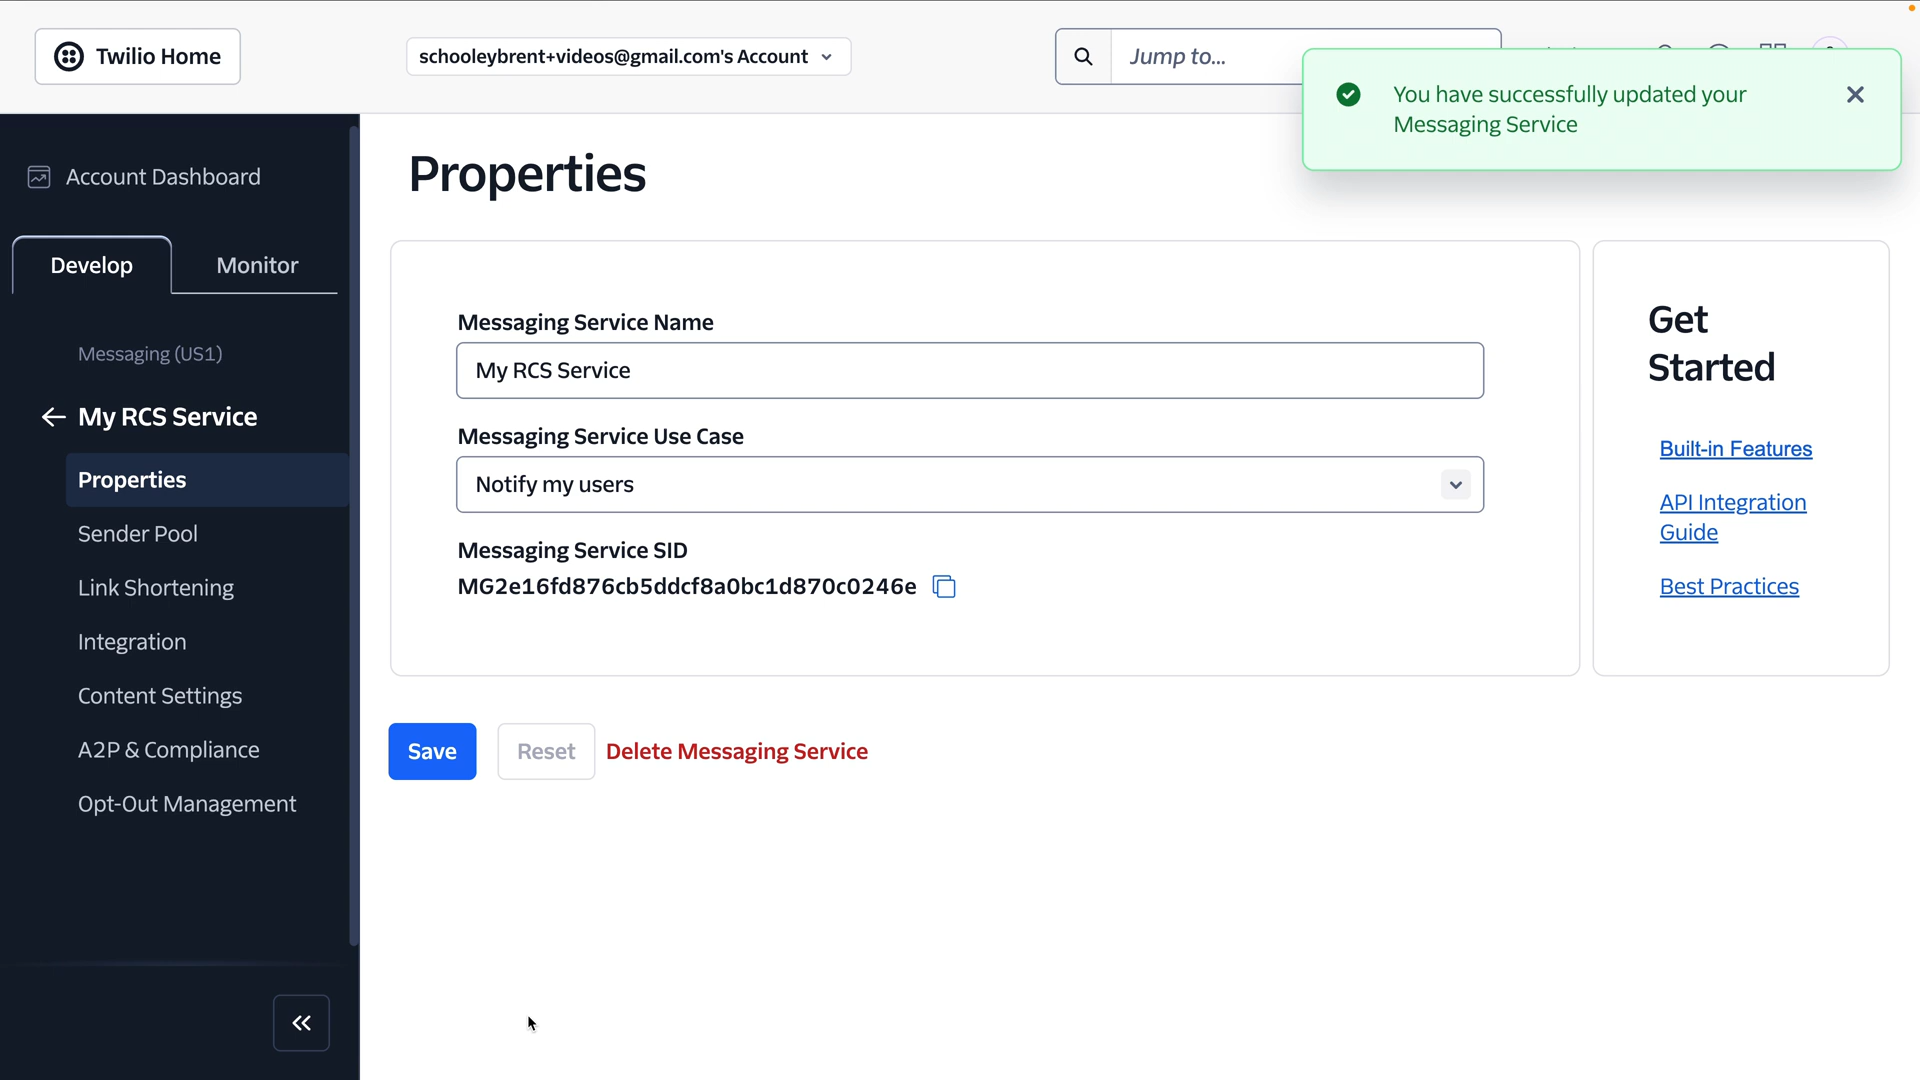 Twilio Home
schooleybrent+videos@gmail.com's Account
Jump to...
You have successfully updated your
Messaging Service
Account Dashboard
Develop
Monitor
Messaging (US1)
My RCS Service
Properties
Sender Pool
Link Shortening
Integration
Content Settings
A2P & Compliance
Opt-Out Management
Properties
Messaging Service Name
My RCS Service
Messaging Service Use Case
Notify my users
Messaging Service SID
MG2e16fd876cb5ddcf8a0bc1d870c0246e
Save
Reset
Delete Messaging Service
Get
Started
Built-in Features
API Integration
Guide
Best Practices